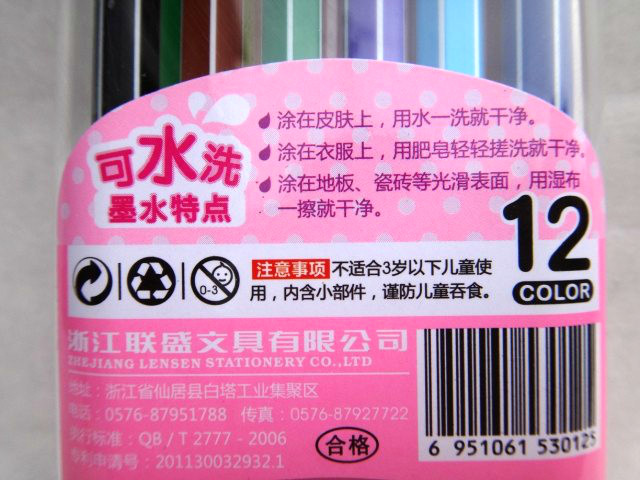 可水洗
墨水特点
涂在皮肤上，用水一洗就干净。
涂在衣服上，用肥皂轻轻搓洗就干净。
涂在地板、瓷砖等光滑表面，用湿布
一擦就干净。
12
COLOR
0-3
注意事项 不适合3岁以下儿童使
用，内含小部件，谨防儿童吞食。
浙江联盛文具有限公司
ZHEJIANG LENSEN STATIONERY CO.,LTD
地址：浙江省仙居县白塔工业集聚区
电话：0576-87951788 传真：0576-87927722
执行标准：QB/T 2777-2006
专利申请号：201130032932.1
合格
6 951061 530125